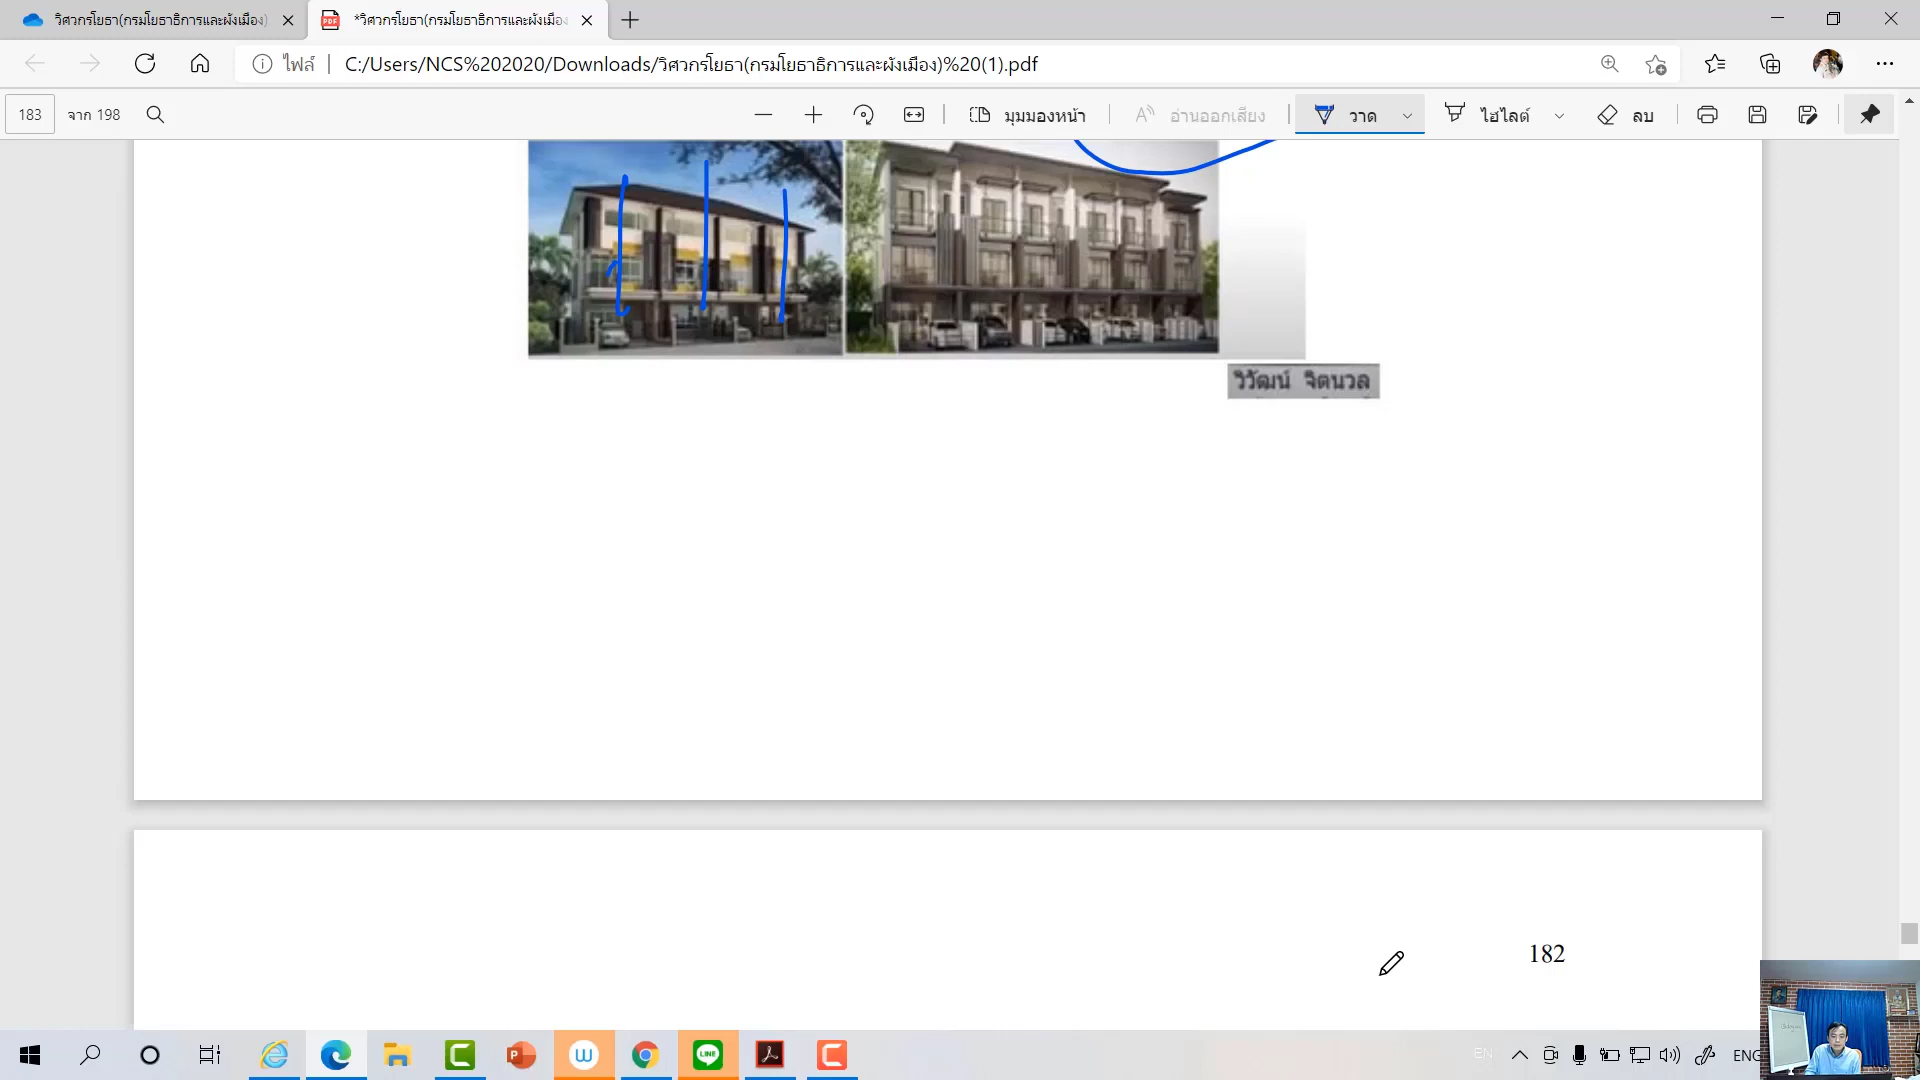 วิศวกรโยธา(กรมโยธาธิการและผังเมือง)
*วิศวกรโยธา(กรมโยธาธิการและผังเมือง
ไฟล์
C:/Users/NCS%202020/Downloads/วิศวกรโยธา(กรมโยธาธิการและผังเมือง)%20(1).pdf
183
จาก 198
มุมมองหน้า
อ่านออกเสียง
วาด
ไฮไลต์
ลบ
วิวัฒน์ จิตนวล
182
ENG